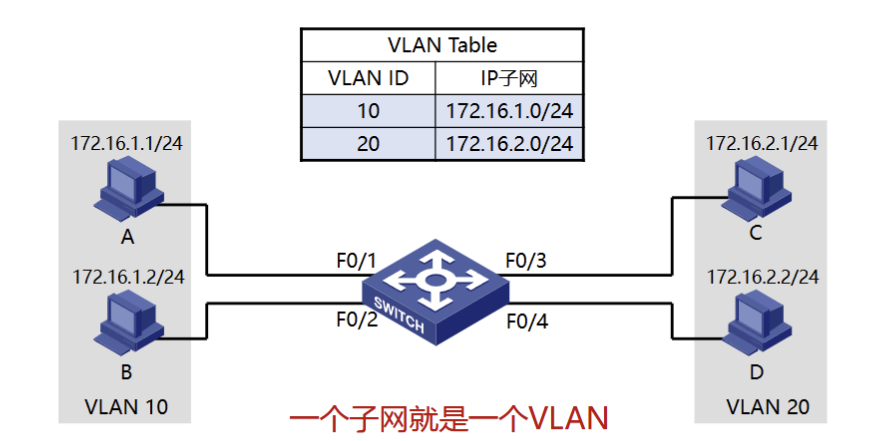 VLAN Table
VLAN ID IP子网
10 172.16.1.0/24
20 172.16.2.0/24
172.16.1.1/24
A
172.16.1.2/24
B
VLAN 10
F0/1
F0/2
SWITCH
F0/3
F0/4
172.16.2.1/24
C
172.16.2.2/24
D
VLAN 20
一个子网就是一个VLAN